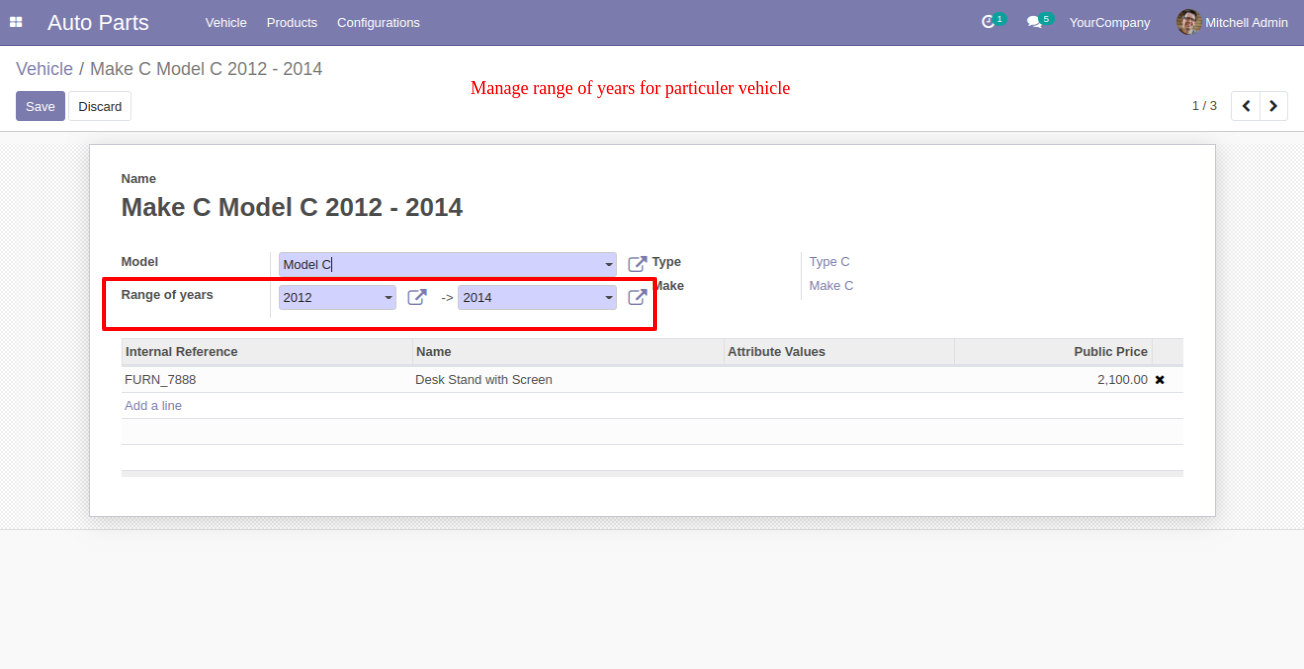 Auto Parts Vehicle Products Configurations 1 5 YourCompany Mitchell Admin
Vehicle / Make C Model C 2012 - 2014
Manage range of years for particuler vehicle
Save Discard 1 / 3
Name
Make C Model C 2012 - 2014
Model Model C Type Type C
Range of years 2012 -> 2014 Make Make C
Internal Reference Name Attribute Values Public Price
FURN_7888 Desk Stand with Screen 2,100.00
Add a line